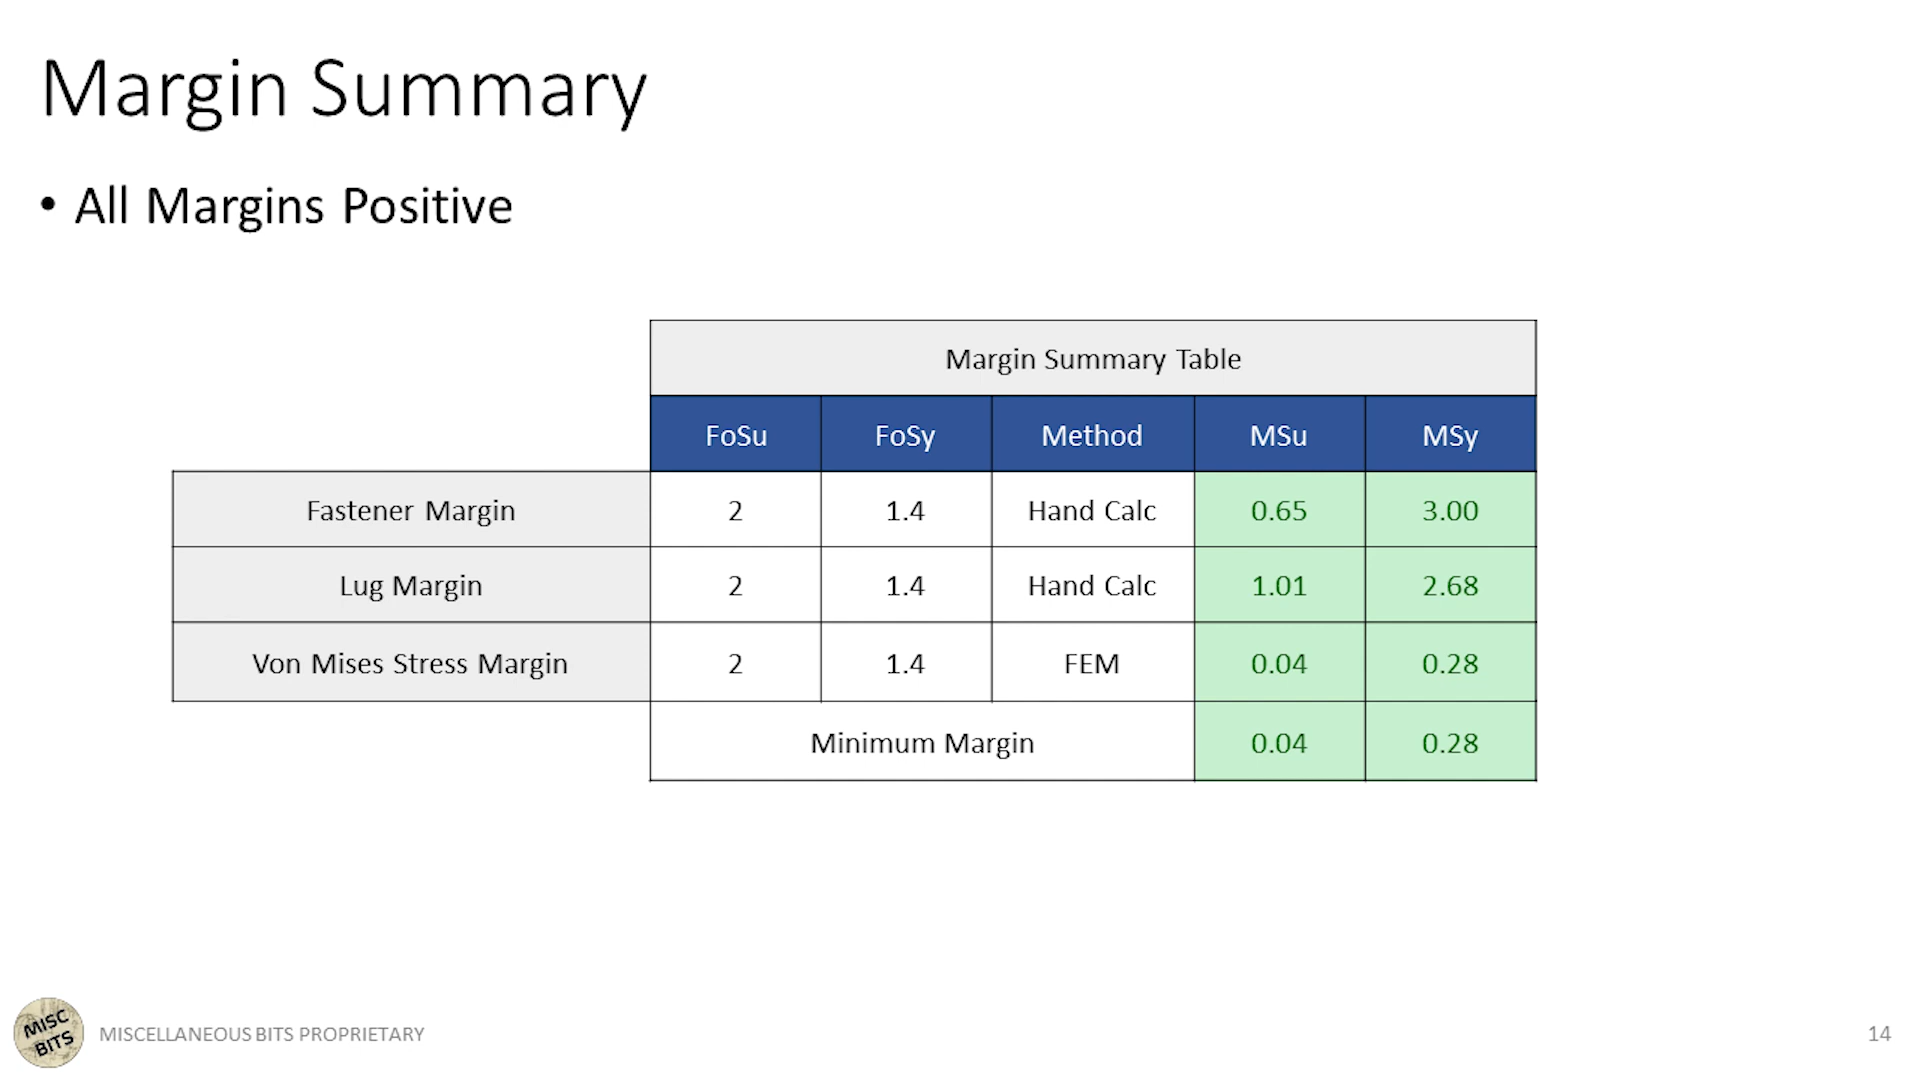 Margin Summary
• All Margins Positive
Margin Summary Table
FoSu FoSy Method MSu MSy
Fastener Margin 2 1.4 Hand Calc 0.65 3.00
Lug Margin 2 1.4 Hand Calc 1.01 2.68
Von Mises Stress Margin 2 1.4 FEM 0.04 0.28
Minimum Margin 0.04 0.28
MISC
BITS
MISCELLANEOUS BITS PROPRIETARY
14